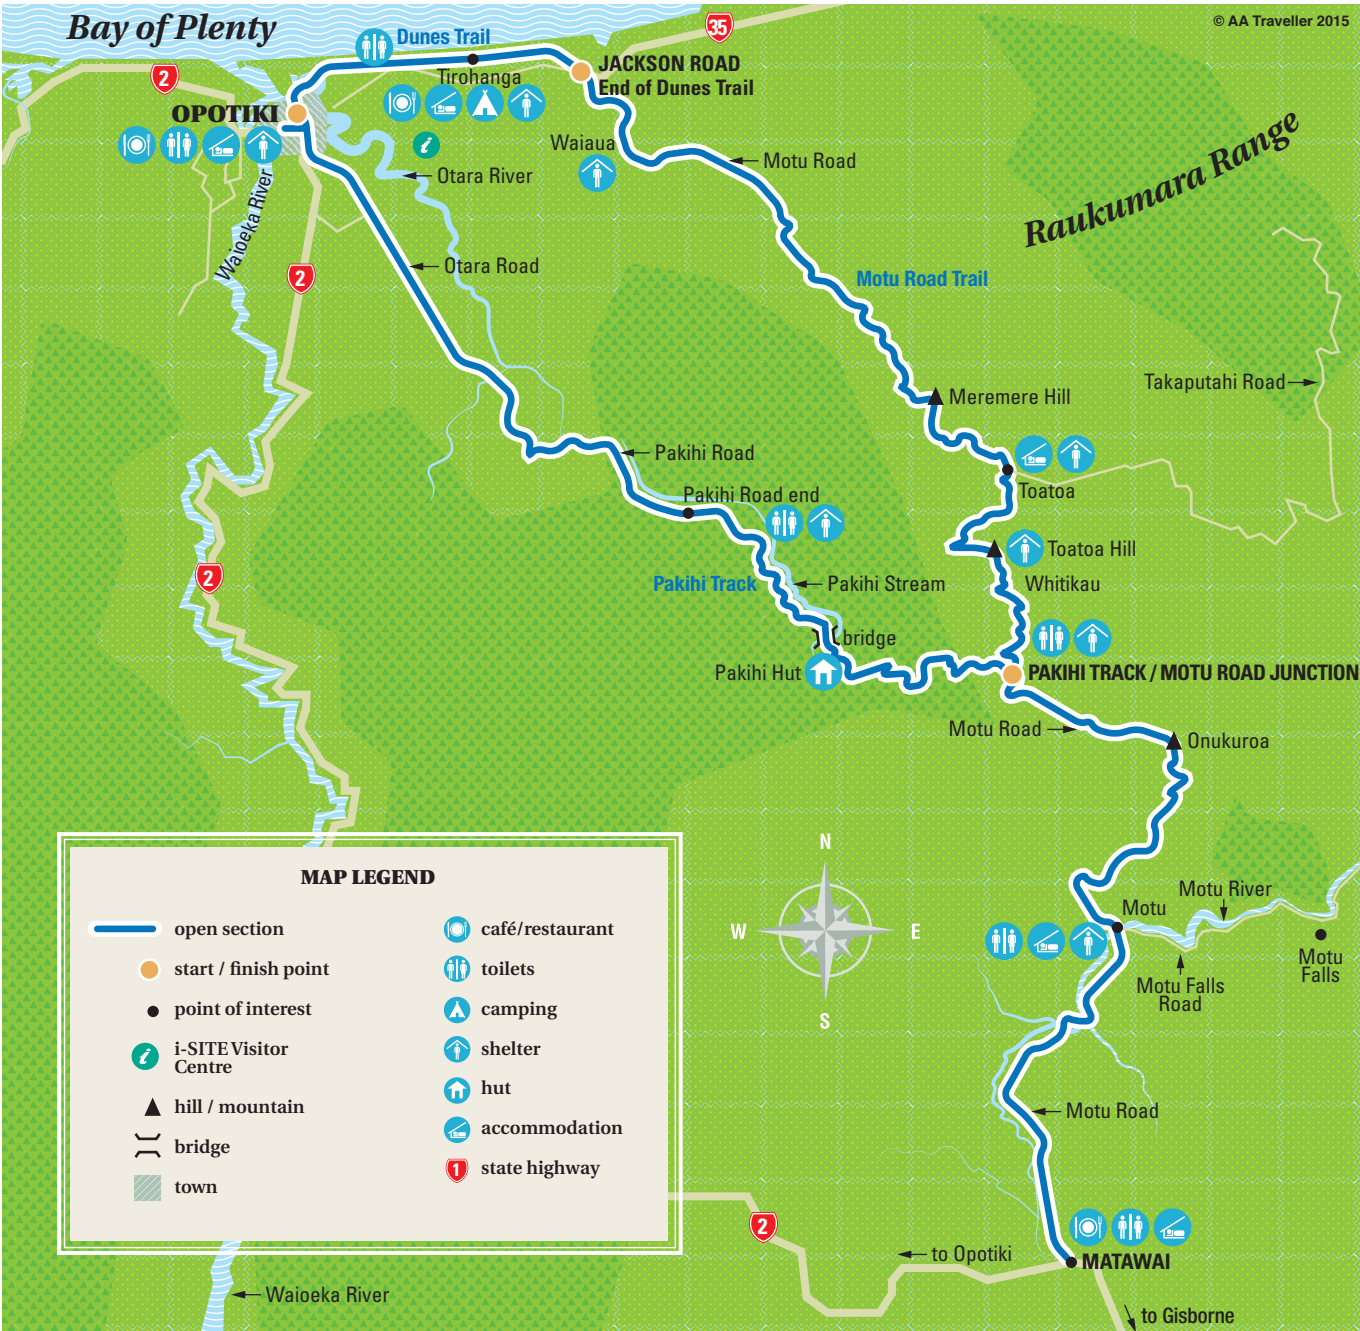 © AA Traveller 2015
Bay of Plenty
35
Dunes Trail
JACKSON ROAD
End of Dunes Trail
2
Tirohanga
OPOTIKI
i
Waiaua
Motu Road
Raukumara Range
Otara River
Waioeka River
Otara Road
2
Motu Road Trail
Takaputahi Road
Meremere Hill
Pakihi Road
Toatoa
Pakihi Road end
Toatoa Hill
2
Pakihi Track
Pakihi Stream
Whitikau
bridge
Pakihi Hut
PAKIHI TRACK / MOTU ROAD JUNCTION
Motu Road
Onukuroa
N
W
E
S
Motu River
Motu
Motu
Falls
Motu Falls
Road
MAP LEGEND
open section
start / finish point
point of interest
i
i-SITE Visitor
Centre
hill / mountain
bridge
town
café/restaurant
toilets
camping
shelter
hut
accommodation
1
state highway
Motu Road
2
to Opotiki
MATAWAI
Waioeka River
to Gisborne